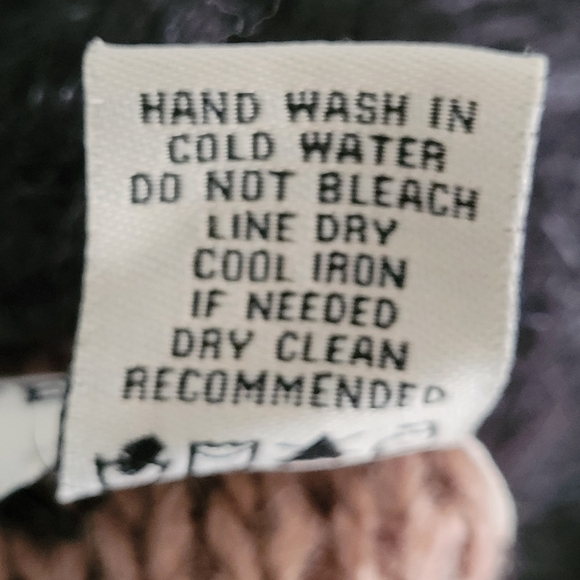 HAND WASH IN
COLD WATER
DO NOT BLEACH
LINE DRY
COOL IRON
IF NEEDED
DRY CLEAN
RECOMMENDED